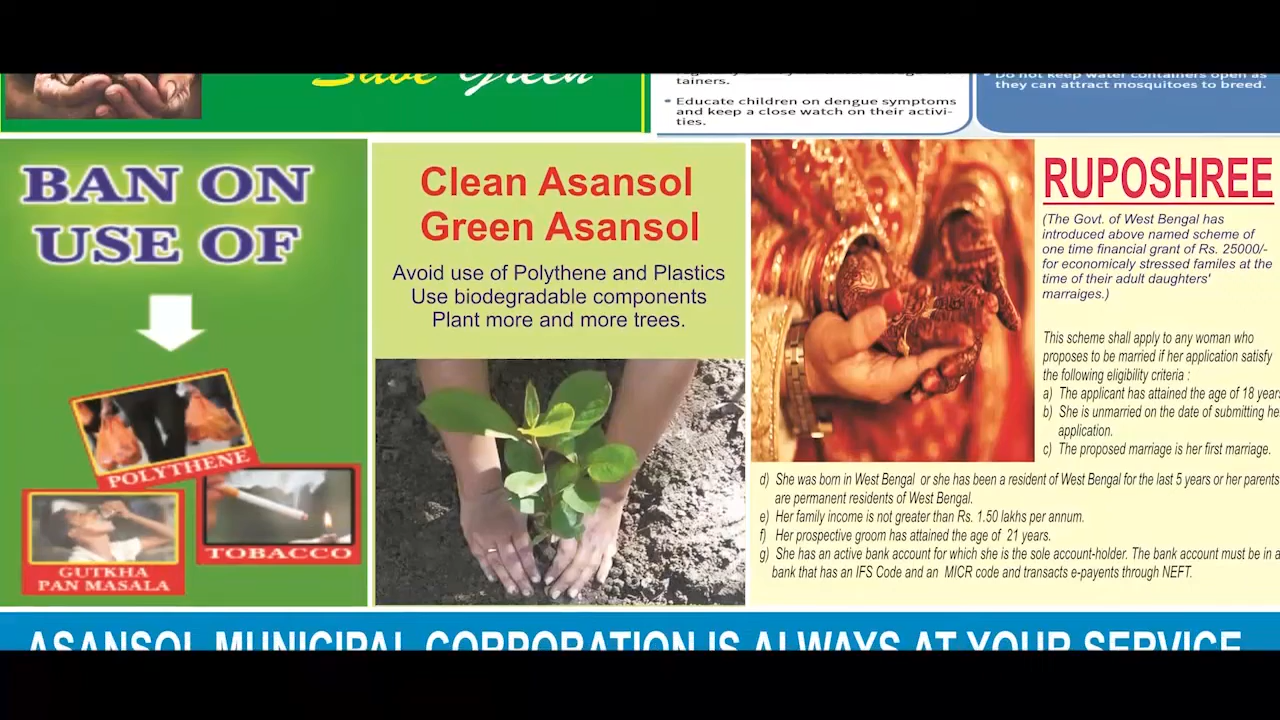 Save Green
tainers.
• Educate children on dengue symptoms
and keep a close watch on their activi-
ties.
• Do not keep water containers open as
they can attract mosquitoes to breed.
BAN ON
USE OF
POLYTHENE
TOBACCO
GUTKHA
PAN MASALA
Clean Asansol
Green Asansol
Avoid use of Polythene and Plastics
Use biodegradable components
Plant more and more trees.
RUPOSHREE
(The Govt. of West Bengal has
introduced above named scheme of
one time financial grant of Rs. 25000/-
for economicaly stressed familes at the
time of their adult daughters'
marraiges.)
This scheme shall apply to any woman who
proposes to be married if her application satisfy
the following eligibility criteria :
a) The applicant has attained the age of 18 years
b) She is unmarried on the date of submitting he
application.
c) The proposed marriage is her first marriage.
d) She was born in West Bengal or she has been a resident of West Bengal for the last 5 years or her parents
are permanent residents of West Bengal.
e) Her family income is not greater than Rs. 1.50 lakhs per annum.
f) Her prospective groom has attained the age of 21 years.
g) She has an active bank account for which she is the sole account-holder. The bank account must be in a
bank that has an IFS Code and an MICR code and transacts e-payents through NEFT.
ASANSOL MUNICIPAL CORPORATION IS ALWAYS AT YOUR SERVICE